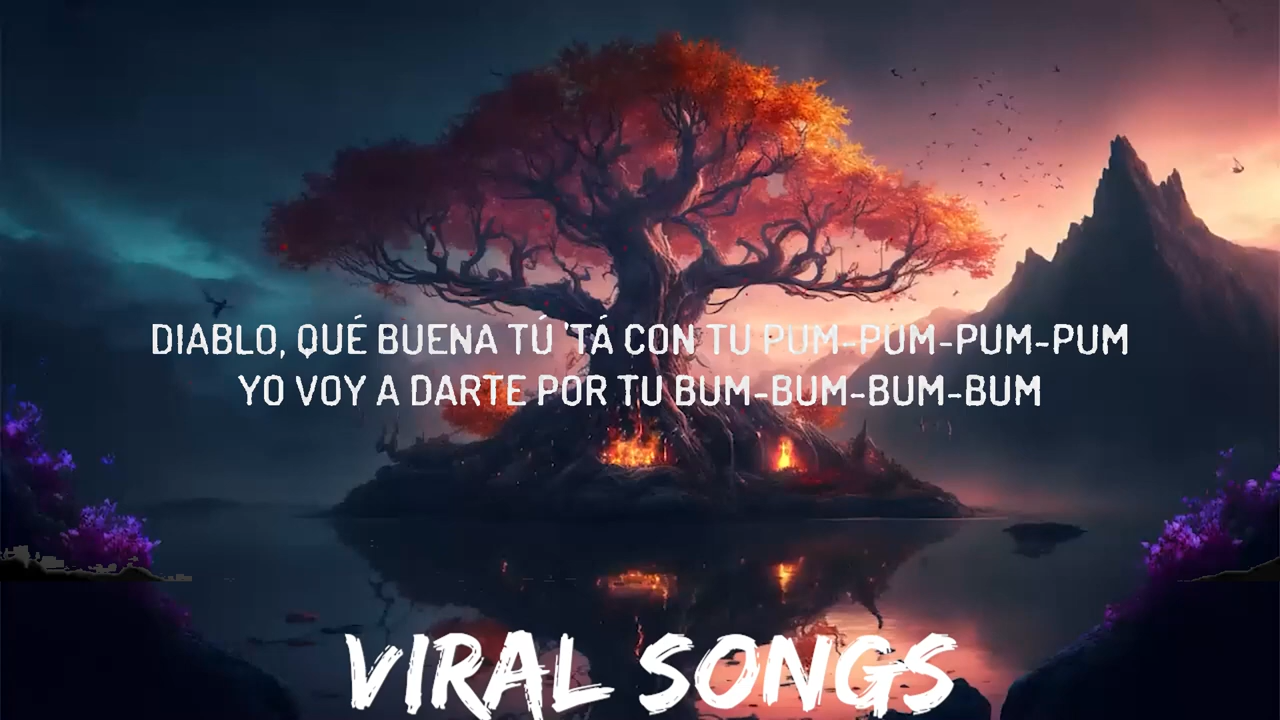 DIABLO, QUÉ BUENA TÚ 'TÁ CON TU PUM-PUM-PUM-PUM
YO VOY A DARTE POR TU BUM-BUM-BUM-BUM
VIRAL SONGS